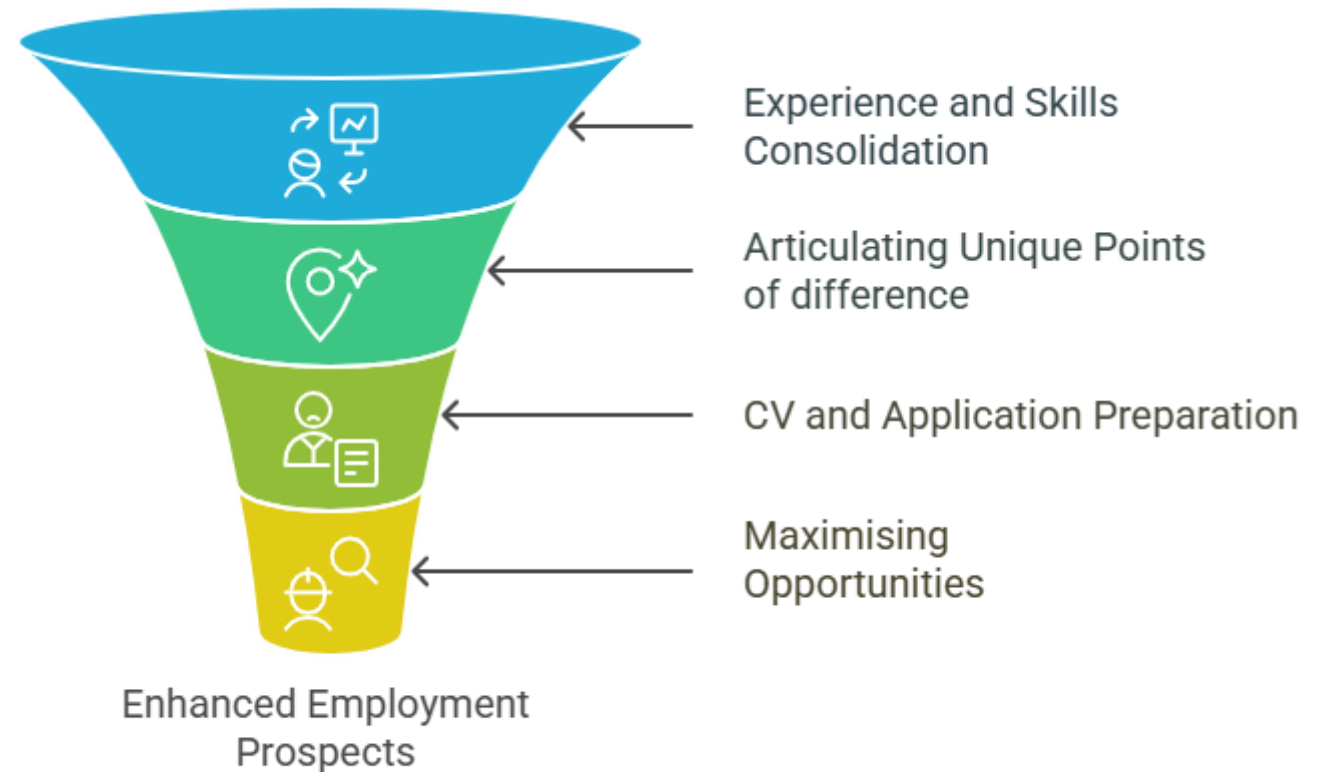 Experience and Skills
Consolidation
Articulating Unique Points
of difference
CV and Application Preparation
Maximising
Opportunities
Enhanced Employment
Prospects